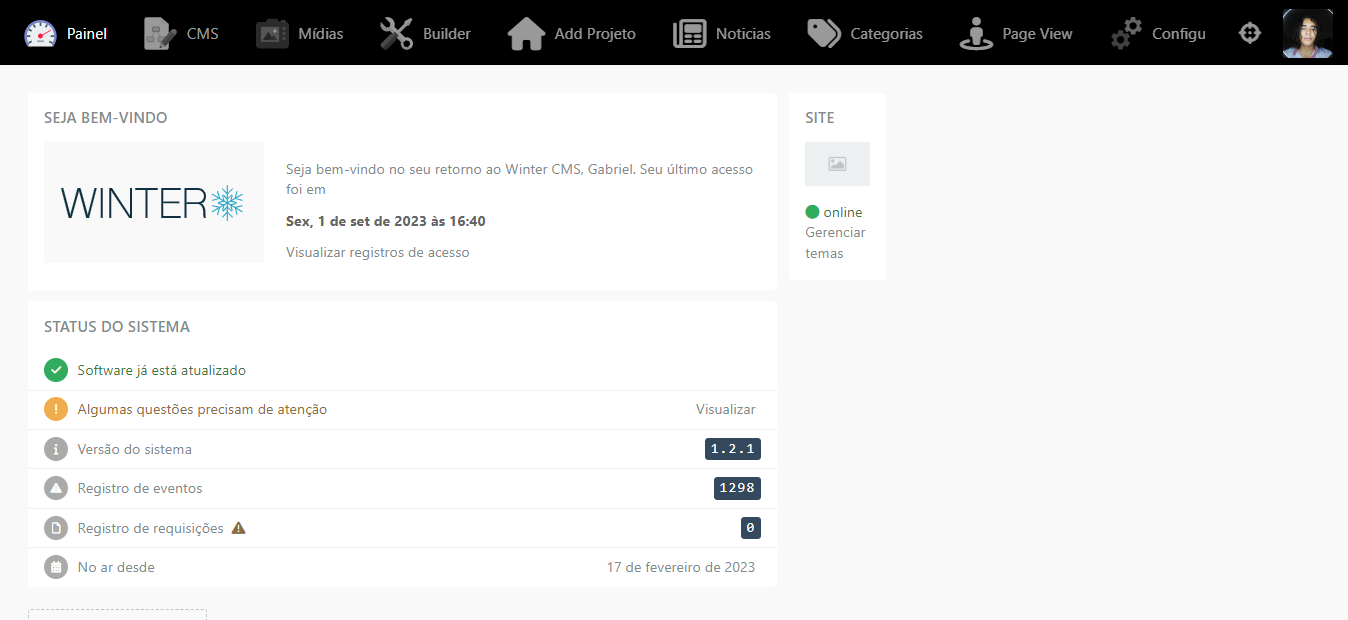 Painel
CMS
Mídias
Builder
Add Projeto
Noticias
Categorias
Page View
Configu
SEJA BEM-VINDO
WINTER
Seja bem-vindo no seu retorno ao Winter CMS, Gabriel. Seu último acesso
foi em
Sex, 1 de set de 2023 às 16:40
Visualizar registros de acesso
SITE
online
Gerenciar
temas
STATUS DO SISTEMA
Software já está atualizado
Algumas questões precisam de atenção Visualizar
Versão do sistema 1.2.1
Registro de eventos 1298
Registro de requisições 0
No ar desde 17 de fevereiro de 2023